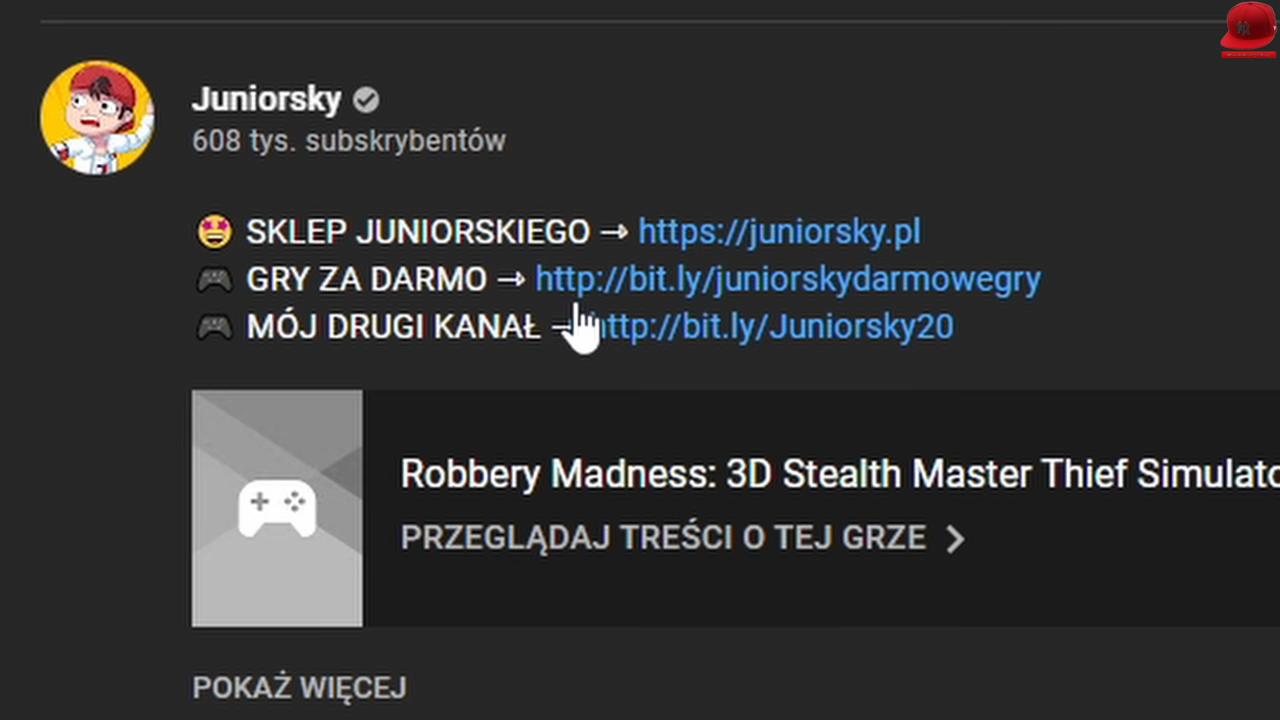 Juniorsky
608 tys. subskrybentów
🤩 SKLEP JUNIORSKIEGO → https://juniorsky.pl
🎮 GRY ZA DARMO → http://bit.ly/juniorskydarmowegry
🎮 MÓJ DRUGI KANAŁ → http://bit.ly/Juniorsky20
Robbery Madness: 3D Stealth Master Thief Simulato
PRZEGLĄDAJ TREŚCI O TEJ GRZE >
POKAŻ WIĘCEJ